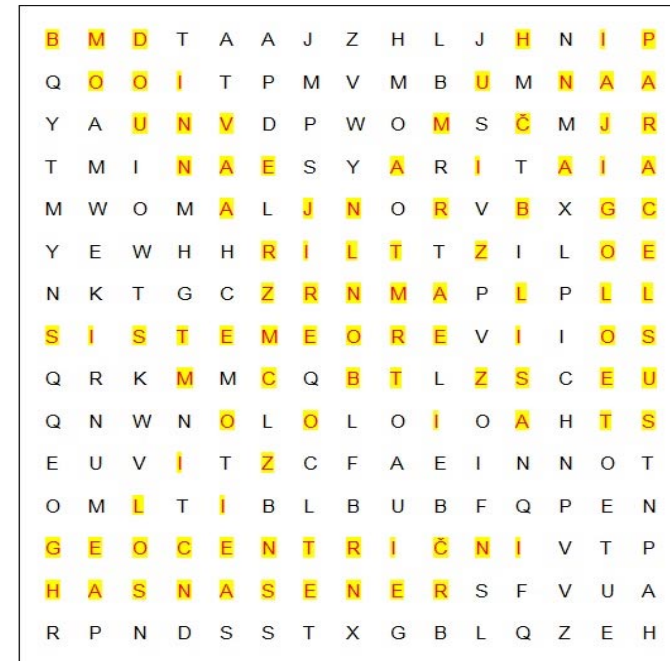 B M D T A A J Z H L J H N I P
Q O O I T P M V M B U M N A A
Y A U N V D P W O M S Č M J R
T M I N A E S Y A R I T A I A
M W O M A L J N O R V B X G C
Y E W H H R I L T T Z I L O E
N K T G C Z R N M A P L P L L
S I S T E M E O R E V I I O S
Q R K M M C Q B T L Z S C E U
Q N W N O L O L O I O A H T S
E U V I T Z C F A E I N N O T
O M L T I B L B U B F Q P E N
G E O C E N T R I Č N I V T P
H A S N A S E N E R S F V U A
R P N D S S T X G B L Q Z E H